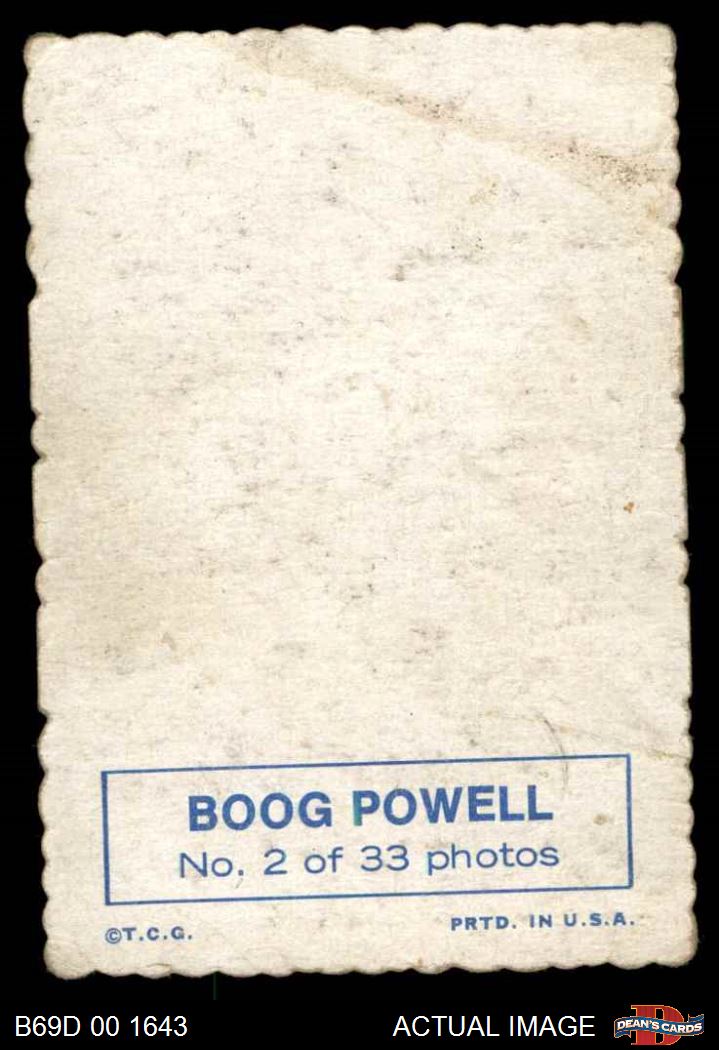 BOOG POWELL
No. 2 of 33 photos
©T.C.G. PRTD. IN U.S.A.
B69D 00 1643 ACTUAL IMAGE DEAN'S CARDS